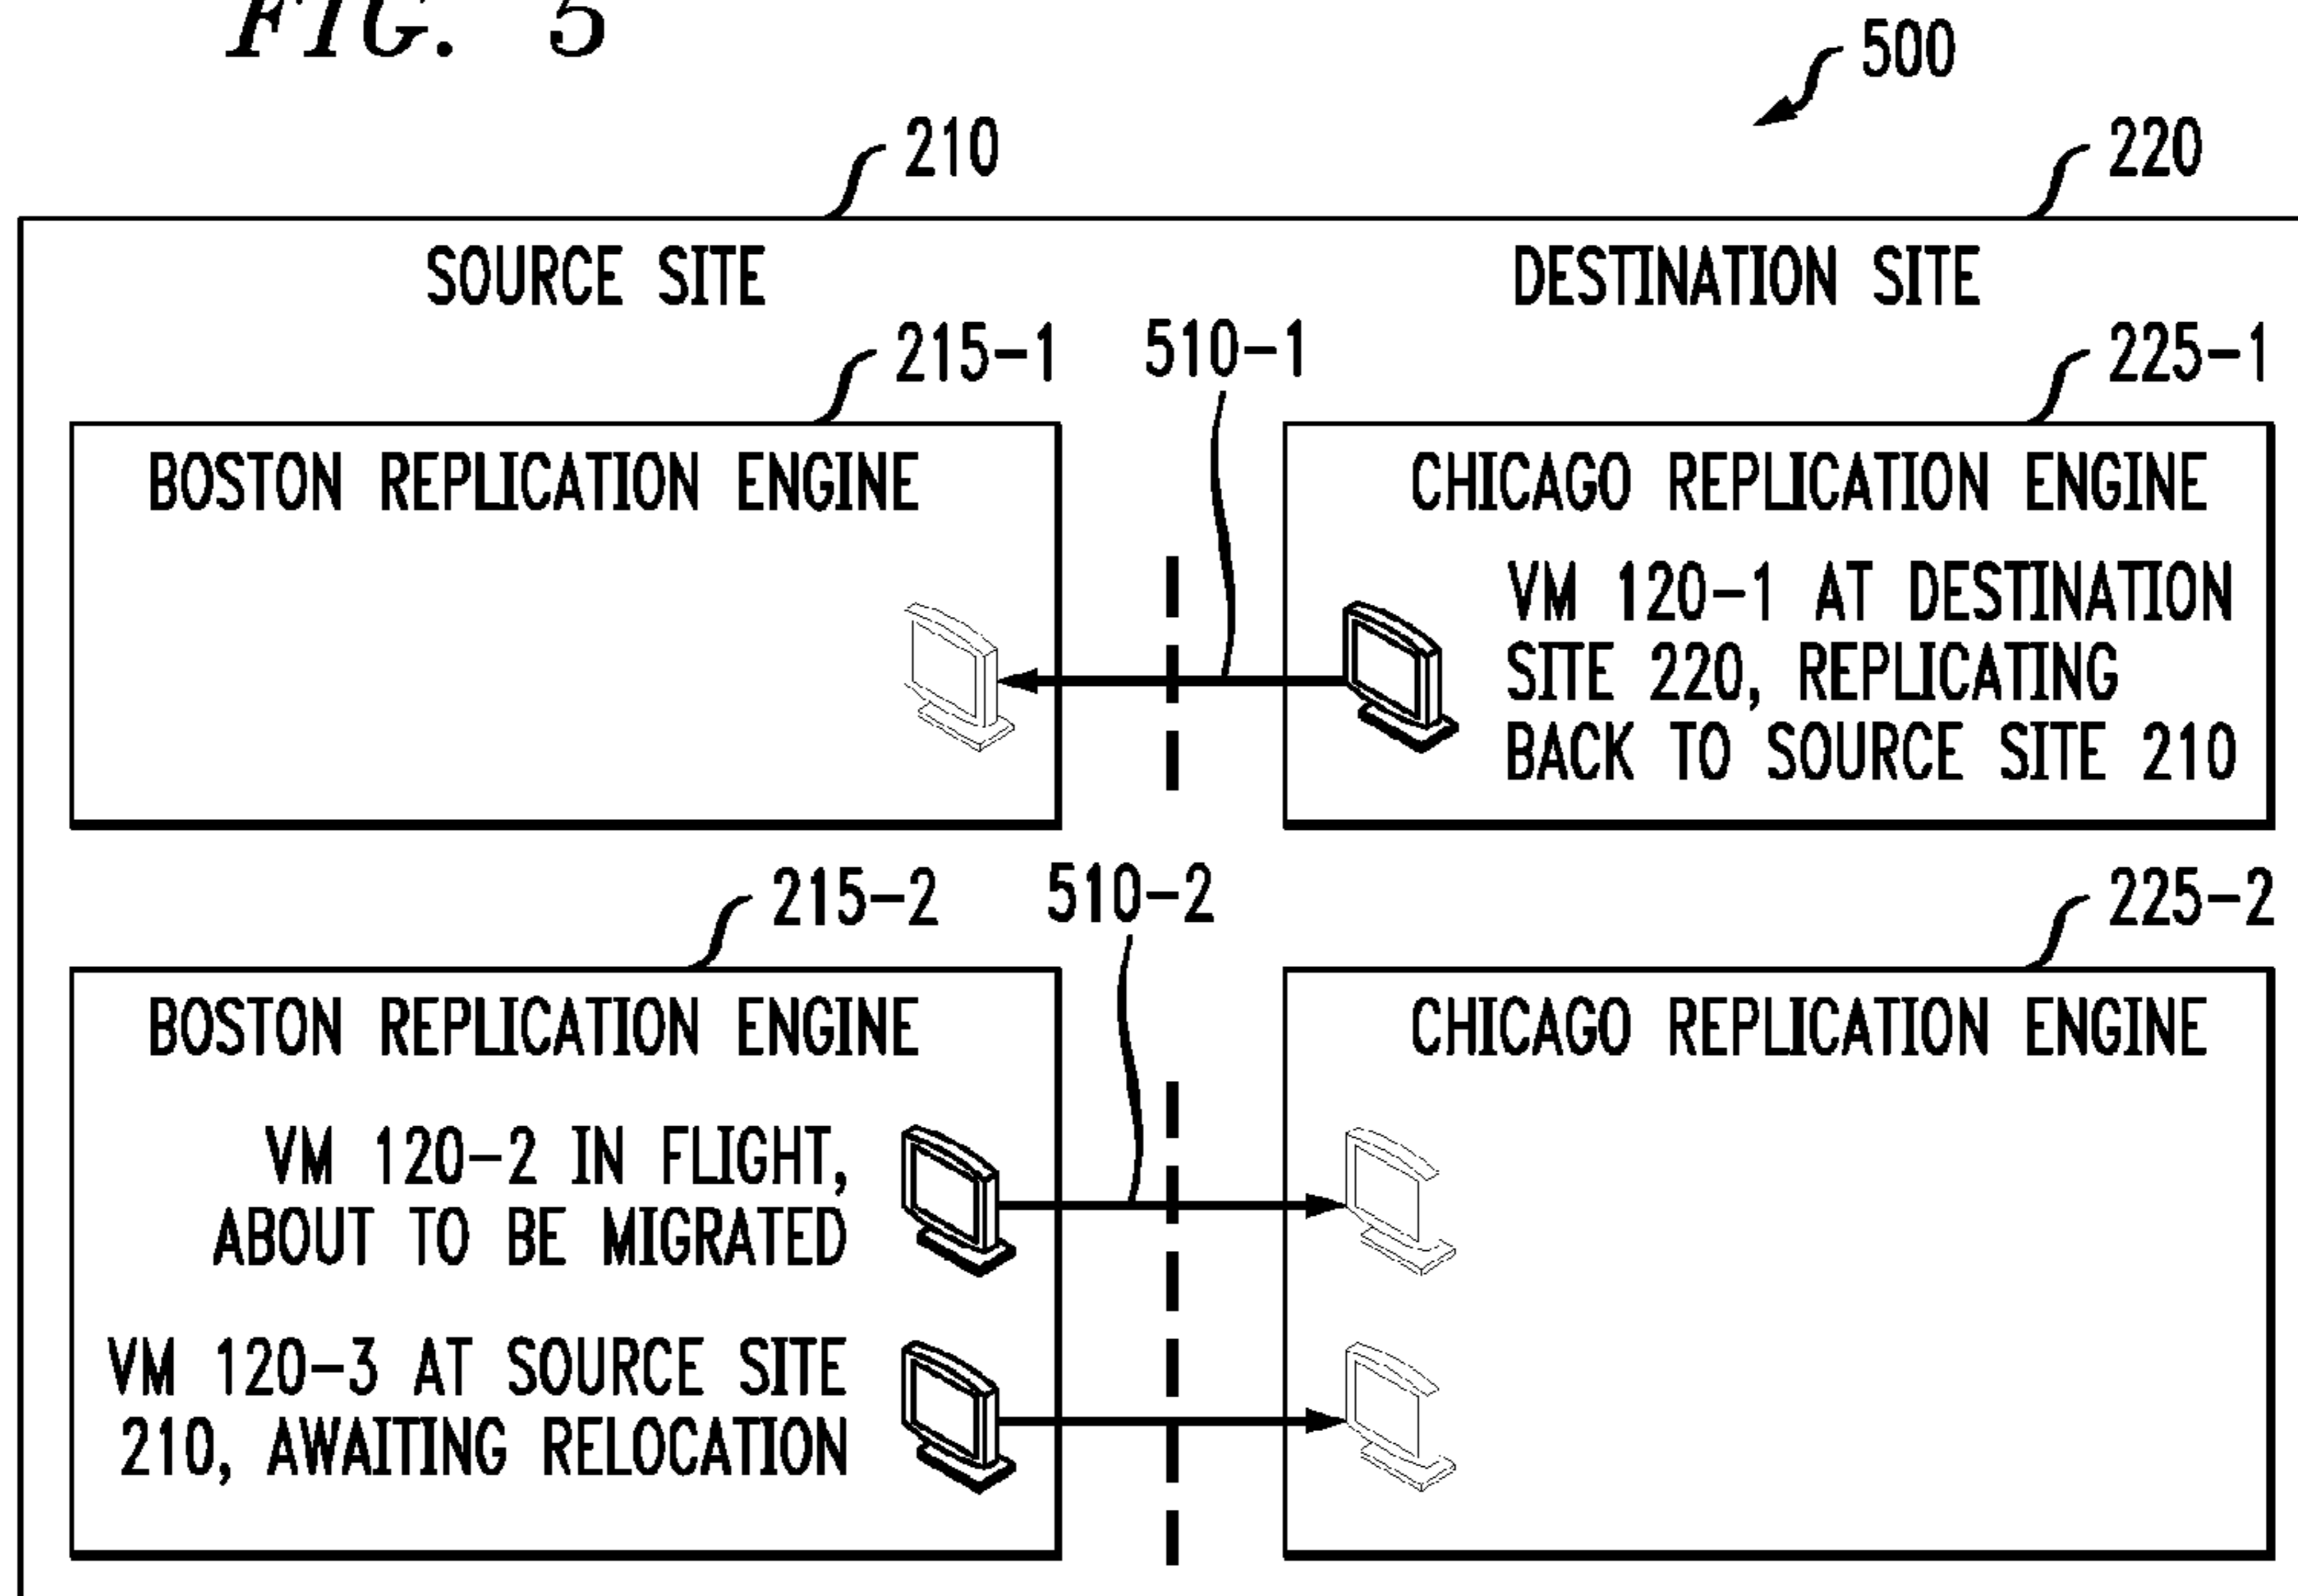 FIG. 5
500
210
220
SOURCE SITE
DESTINATION SITE
215-1
510-1
225-1
BOSTON REPLICATION ENGINE
CHICAGO REPLICATION ENGINE
VM 120-1 AT DESTINATION
SITE 220, REPLICATING
BACK TO SOURCE SITE 210
215-2
510-2
225-2
BOSTON REPLICATION ENGINE
CHICAGO REPLICATION ENGINE
VM 120-2 IN FLIGHT,
ABOUT TO BE MIGRATED
VM 120-3 AT SOURCE SITE
210, AWAITING RELOCATION